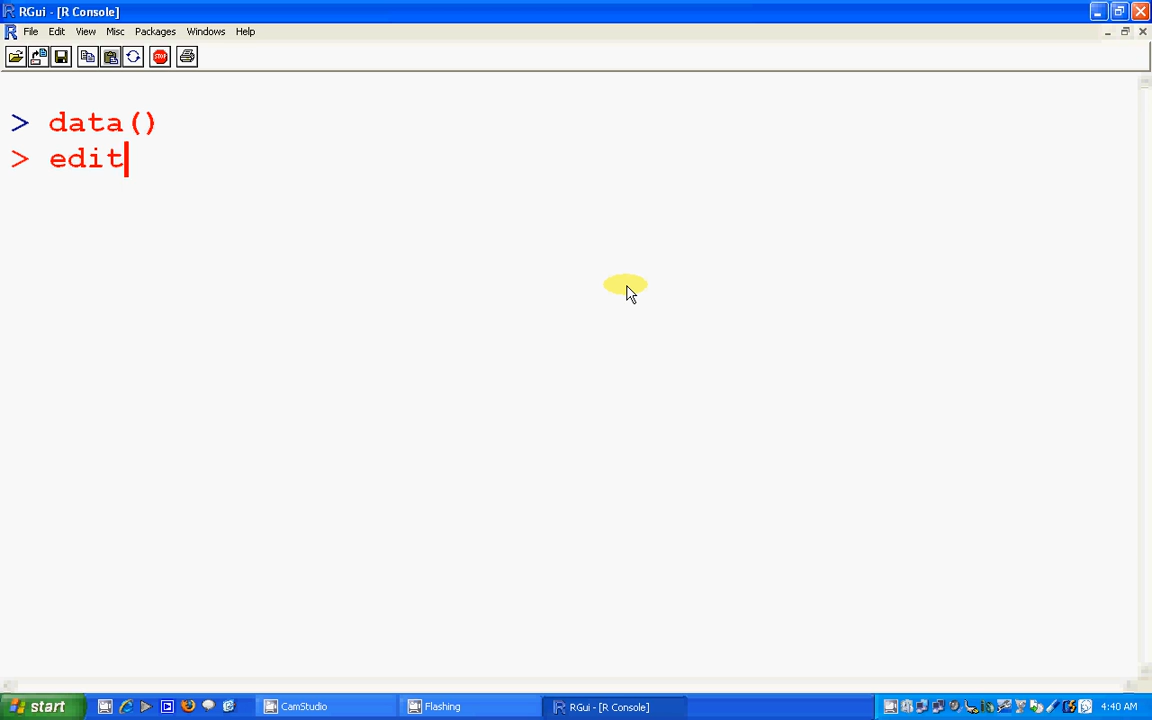 RGui - [R Console]
File Edit View Misc Packages Windows Help
STOP
> data()
> edit
start CamStudio Flashing RGui - [R Console] 4:40 AM